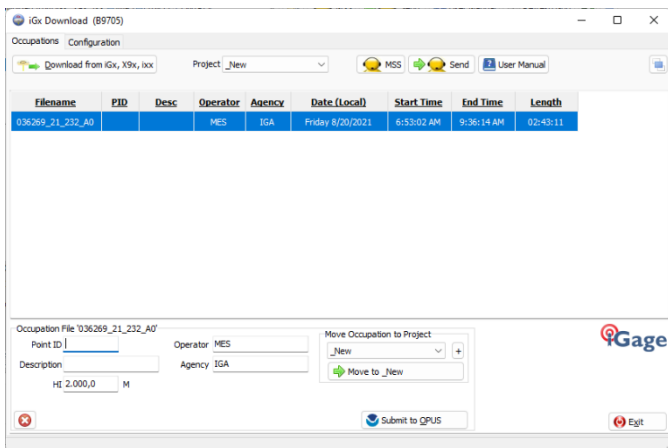 iGx Download (B9705)
Occupations Configuration
Download from iGx, X9x, ixx Project _New MSS Send User Manual
Filename PID Desc Operator Agency Date (Local) Start Time End Time Length
036269_21_232_A0 MES IGA Friday 8/20/2021 6:53:02 AM 9:36:14 AM 02:43:11
Occupation File '036269_21_232_A0'
Point ID Operator MES
Description Agency IGA
HI 2.000,0 M
Move Occupation to Project
_New +
Move to _New
iGage
Submit to OPUS
Exit